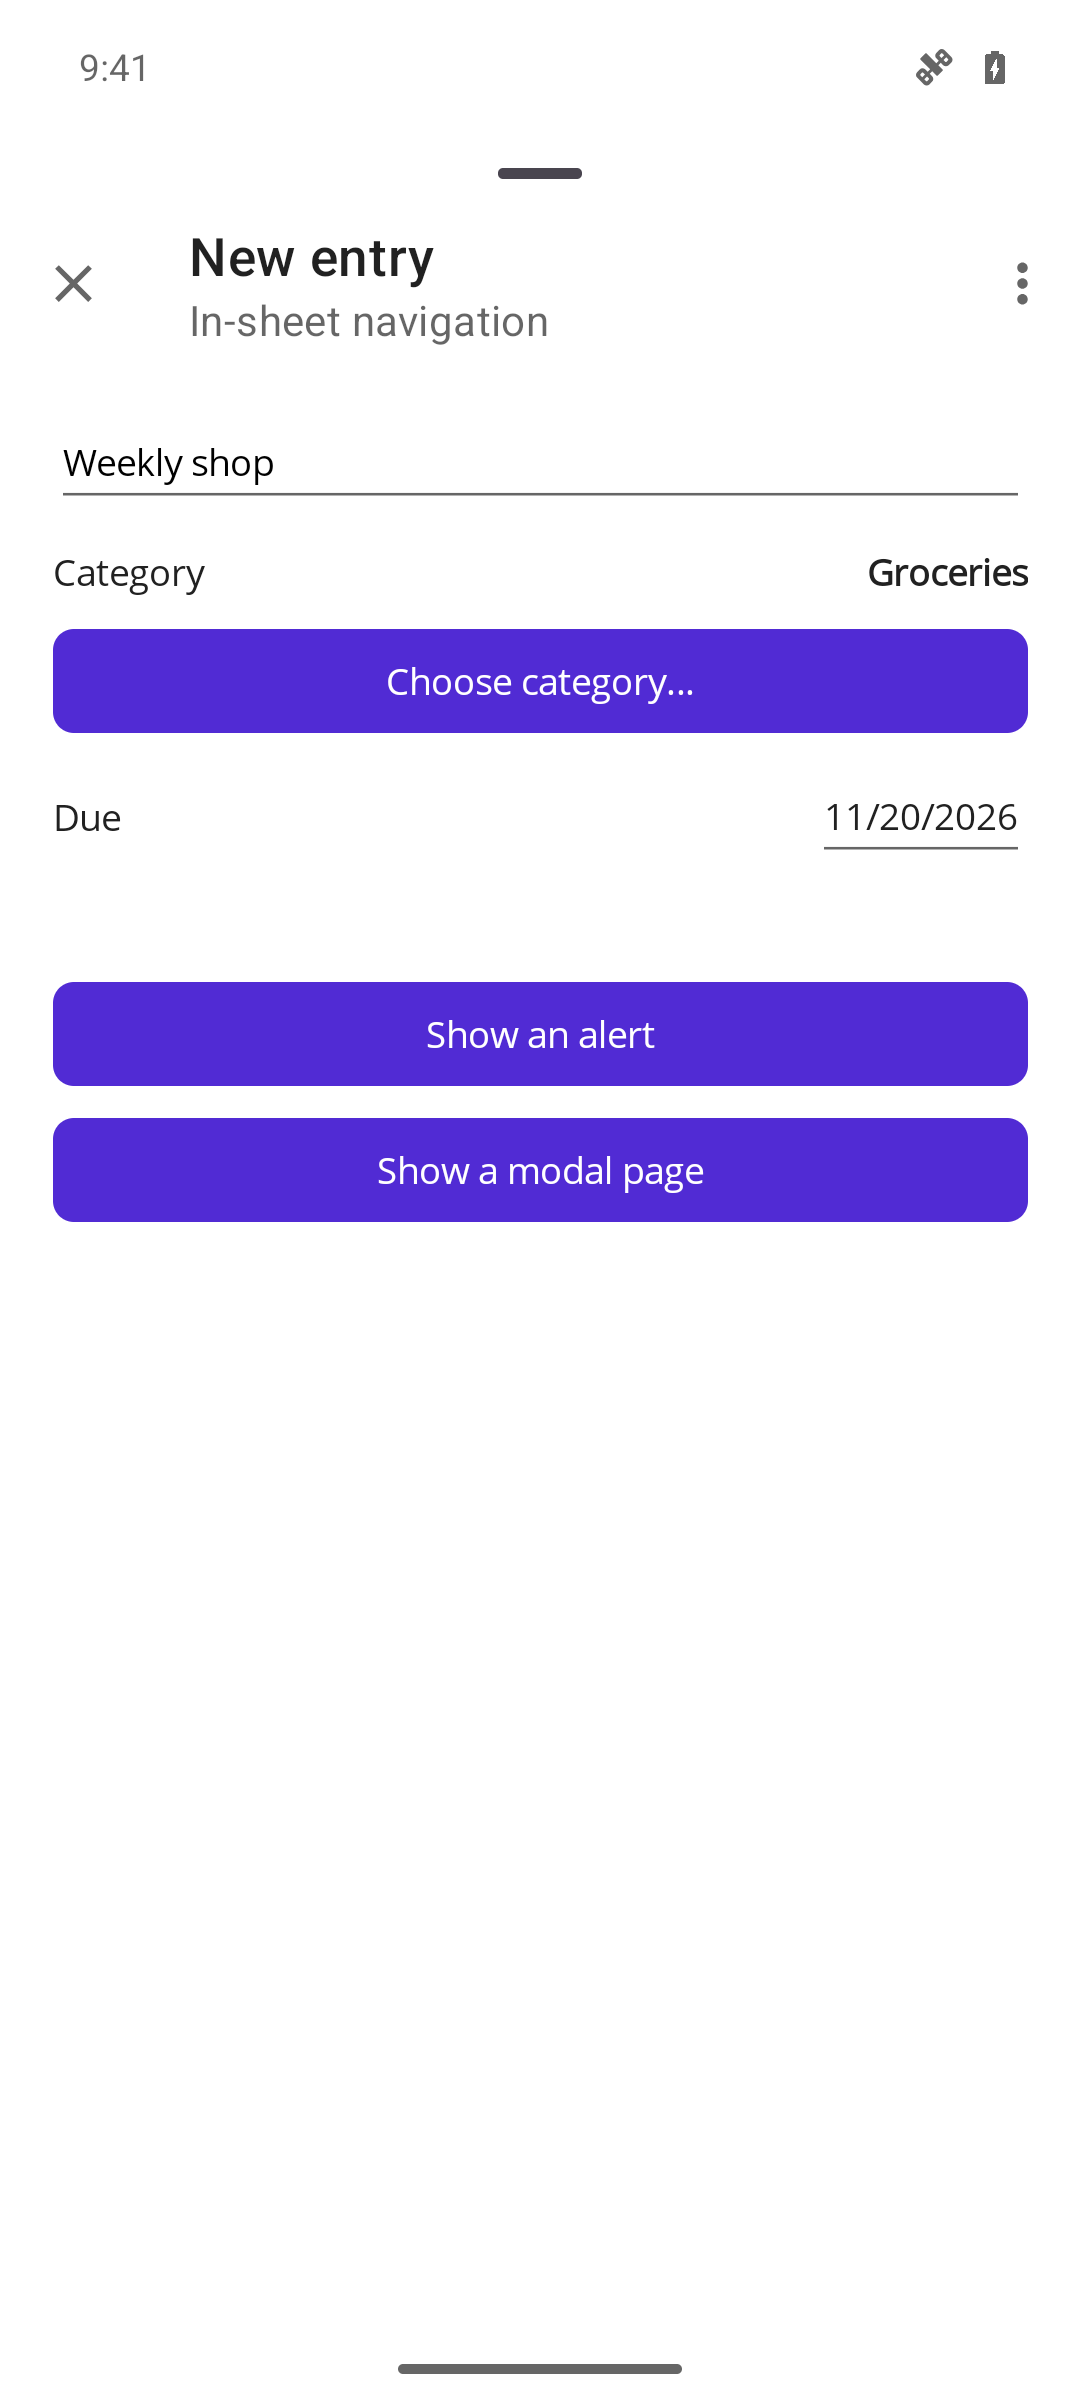 9:41
New entry
In-sheet navigation
Weekly shop
Category Groceries
Choose category...
Due 11/20/2026
Show an alert
Show a modal page